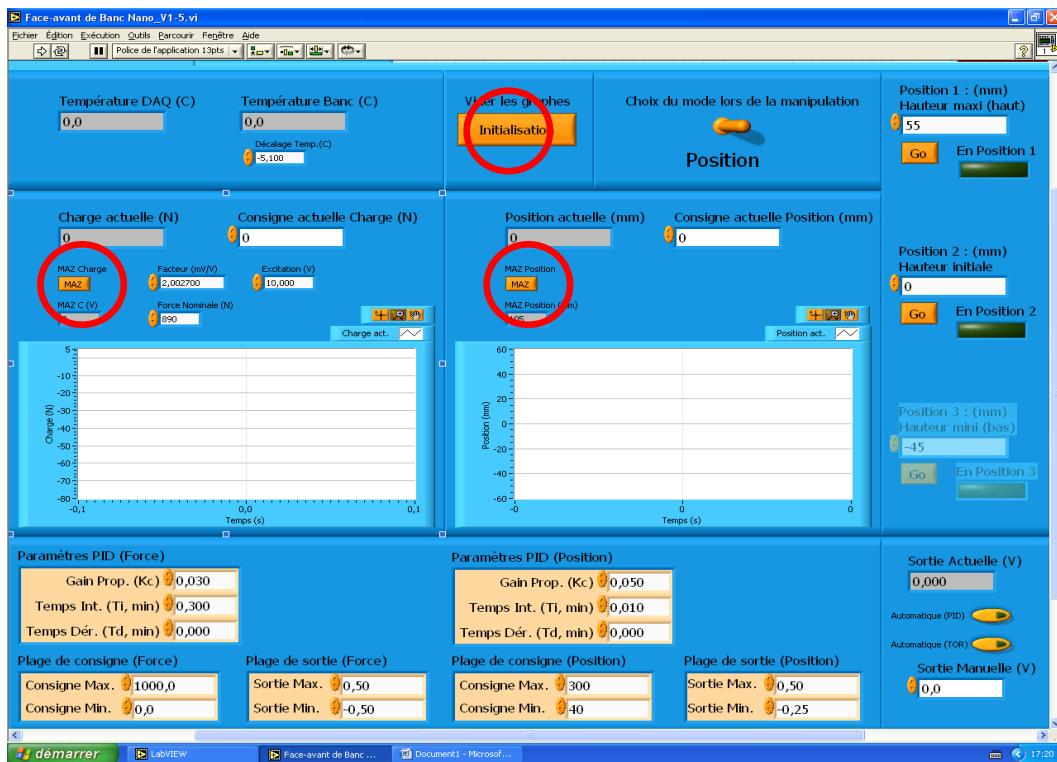 Face-avant de Banc Nano_V1-5.vi
Fichier Édition Exécution Outils Parcourir Fenêtre Aide
Police de l'application 13pts
1
Température DAQ (C)
0,0
Température Banc (C)
0,0
Décalage Temp.(C)
-5,100
Vider les graphes
Initialisation
Choix du mode lors de la manipulation
Position
Position 1 : (mm)
Hauteur maxi (haut)
55
Go
En Position 1
Charge actuelle (N)
0
Consigne actuelle Charge (N)
0
MAZ Charge
MAZ
Facteur (mV/V)
2,002700
Excitation (V)
10,000
MAZ C (V)
Force Nominale (N)
890
Charge act.
5
-10
-20
-30
-40
-50
-60
-70
-80
Charge (N)
-0,1 0,0 0,1
Temps (s)
Position actuelle (mm)
0
Consigne actuelle Position (mm)
0
MAZ Position
MAZ
MAZ Position (mm)
Position act.
60
40
20
0
-20
-40
-60
Position (mm)
-0 0 0
Temps (s)
Position 2 : (mm)
Hauteur initiale
0
Go
En Position 2
Position 3 : (mm)
Hauteur mini (bas)
-45
Go
En Position 3
Paramètres PID (Force)
Gain Prop. (Kc) 0,030
Temps Int. (Ti, min) 0,300
Temps Dér. (Td, min) 0,000
Paramètres PID (Position)
Gain Prop. (Kc) 0,050
Temps Int. (Ti, min) 0,010
Temps Dér. (Td, min) 0,000
Plage de consigne (Force)
Consigne Max. 1000,0
Consigne Min. 0,0
Plage de sortie (Force)
Sortie Max. 0,50
Sortie Min. -0,50
Plage de consigne (Position)
Consigne Max. 300
Consigne Min. 40
Plage de sortie (Position)
Sortie Max. 0,50
Sortie Min. -0,25
Sortie Actuelle (V)
0,000
Automatique (PID)
Automatique (TOR)
Sortie Manuelle (V)
0,0
démarrer
LabVIEW
Face-avant de Banc ...
Document1 - Microsof...
17:20